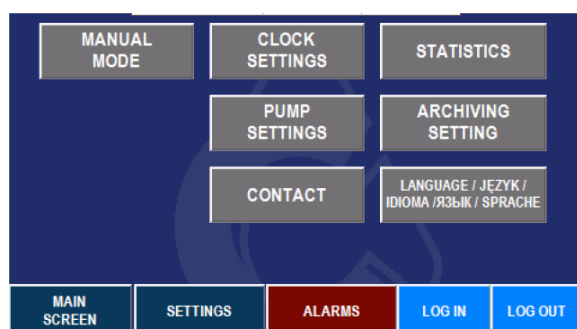 MANUAL
MODE
CLOCK
SETTINGS
STATISTICS
PUMP
SETTINGS
ARCHIVING
SETTING
CONTACT
LANGUAGE / JĘZYK /
IDIOMA /ЯЗЫК / SPRACHE
MAIN
SCREEN
SETTINGS
ALARMS
LOG IN
LOG OUT